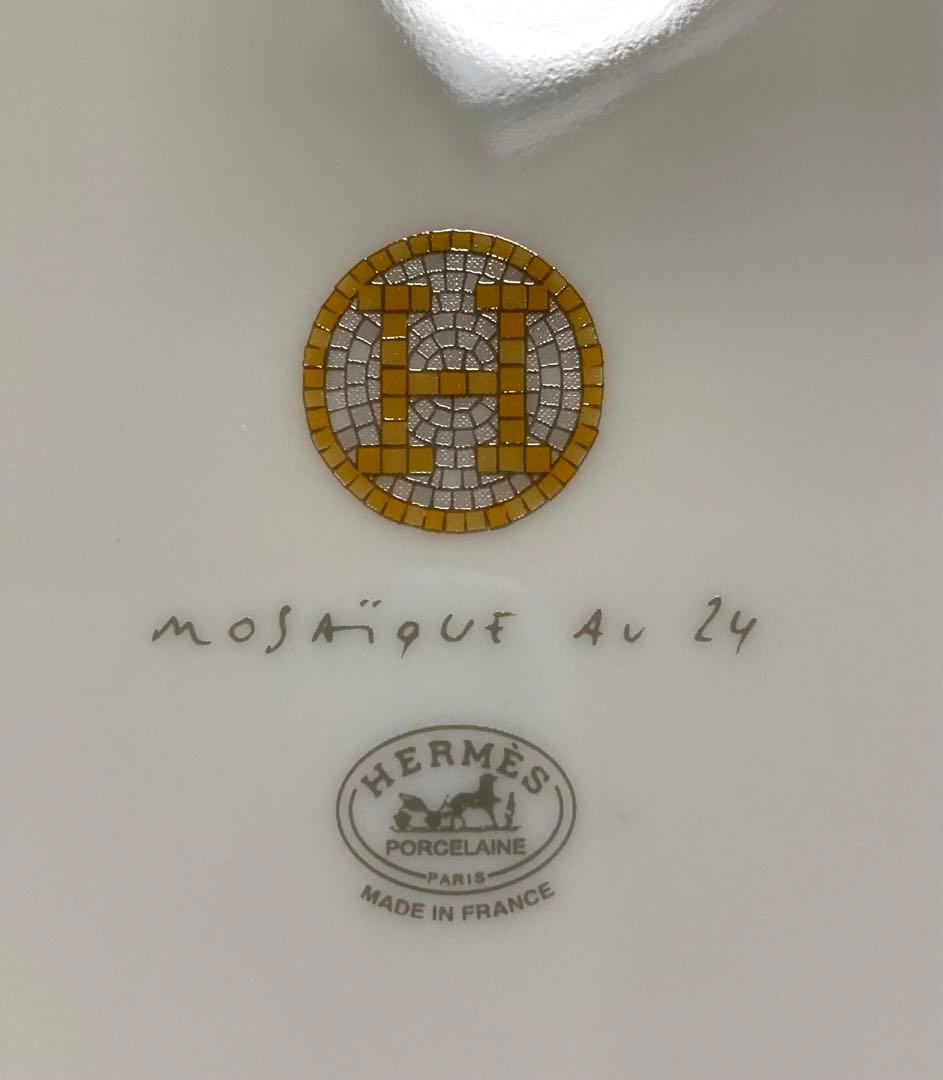 H
MOSAÏQUE AU 24
HERMÈS
PORCELAINE
PARIS
MADE IN FRANCE